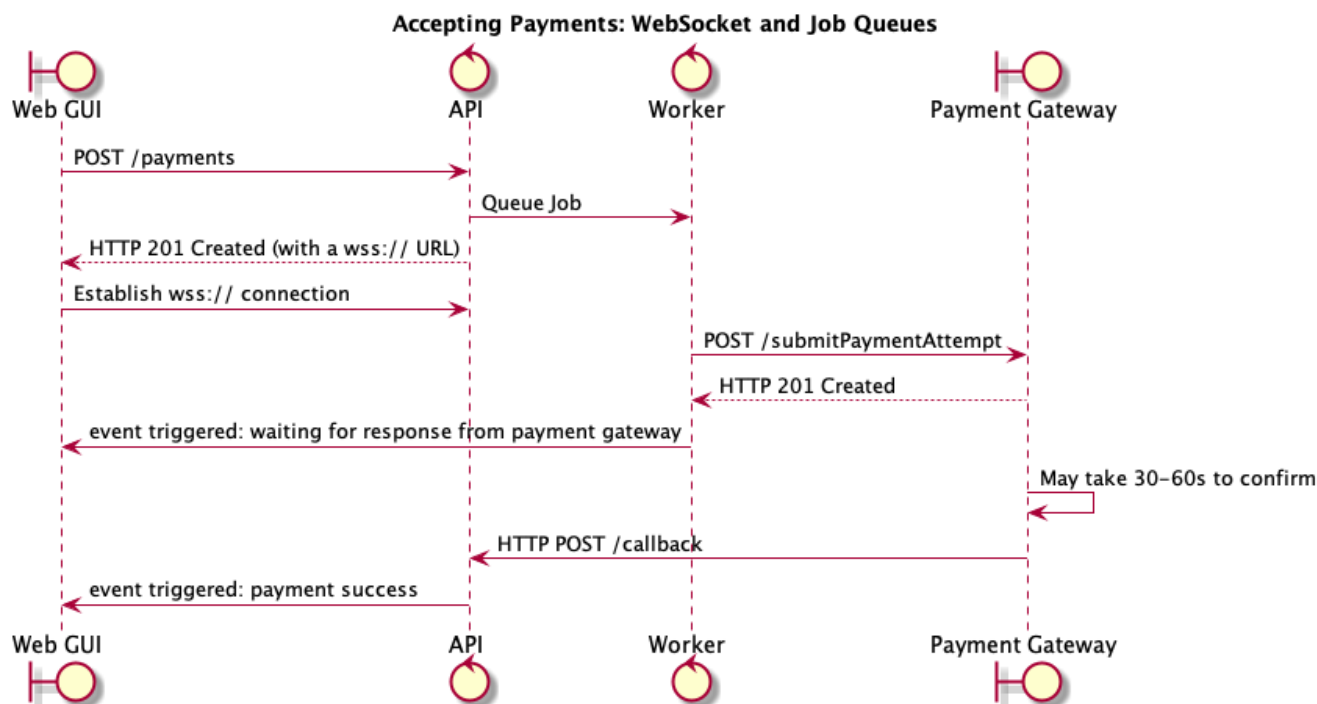 Accepting Payments: WebSocket and Job Queues
Web GUI
API
Worker
Payment Gateway
POST /payments
Queue Job
HTTP 201 Created (with a wss:// URL)
Establish wss:// connection
POST /submitPaymentAttempt
HTTP 201 Created
event triggered: waiting for response from payment gateway
May take 30-60s to confirm
HTTP POST /callback
event triggered: payment success
Web GUI
API
Worker
Payment Gateway